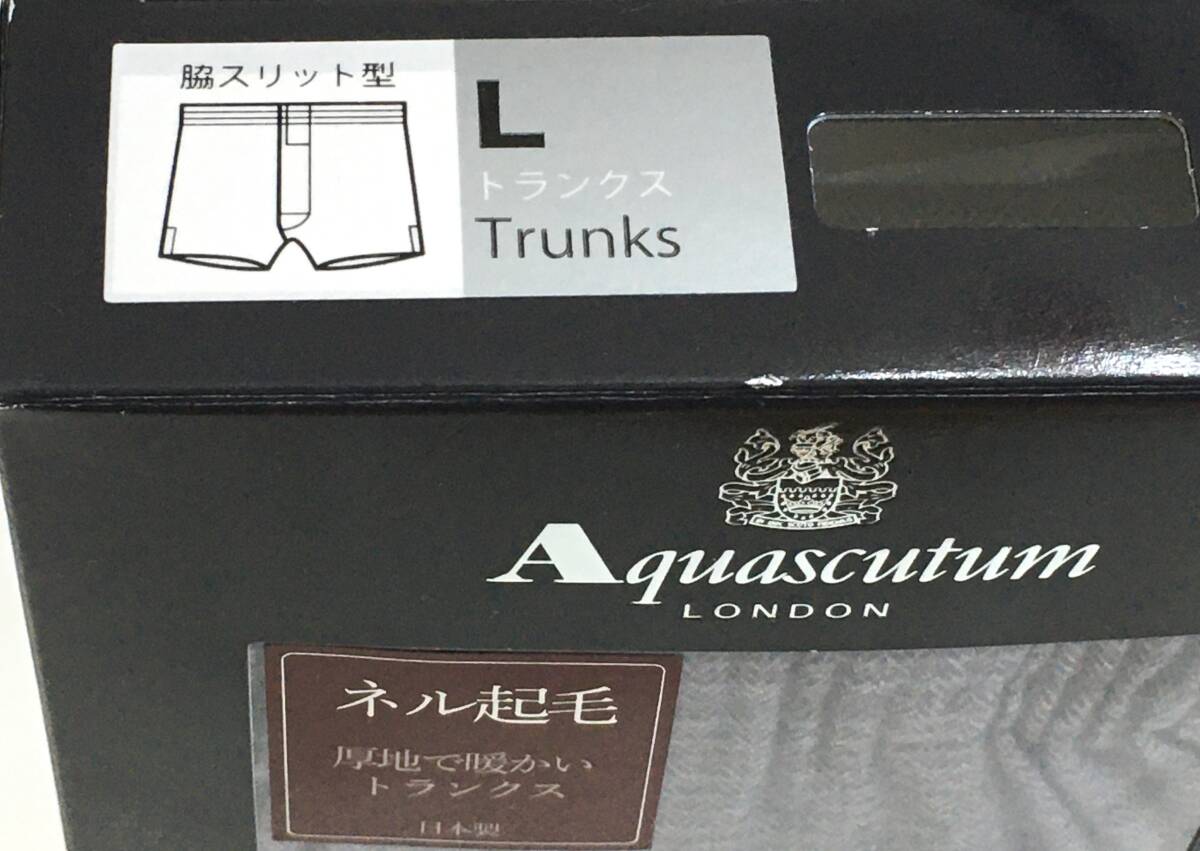 脇スリット型
L
トランクス
Trunks
Aquascutum
LONDON
ネル起毛
厚地で暖かい
トランクス
日本製